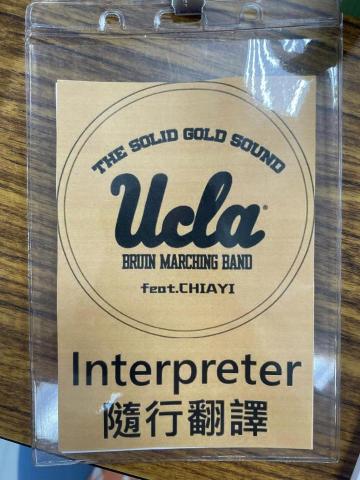 THE SOLID GOLD SOUND
Ucla®
BRUIN MARCHING BAND
feat.CHIAYI
Interpreter
隨行翻譯